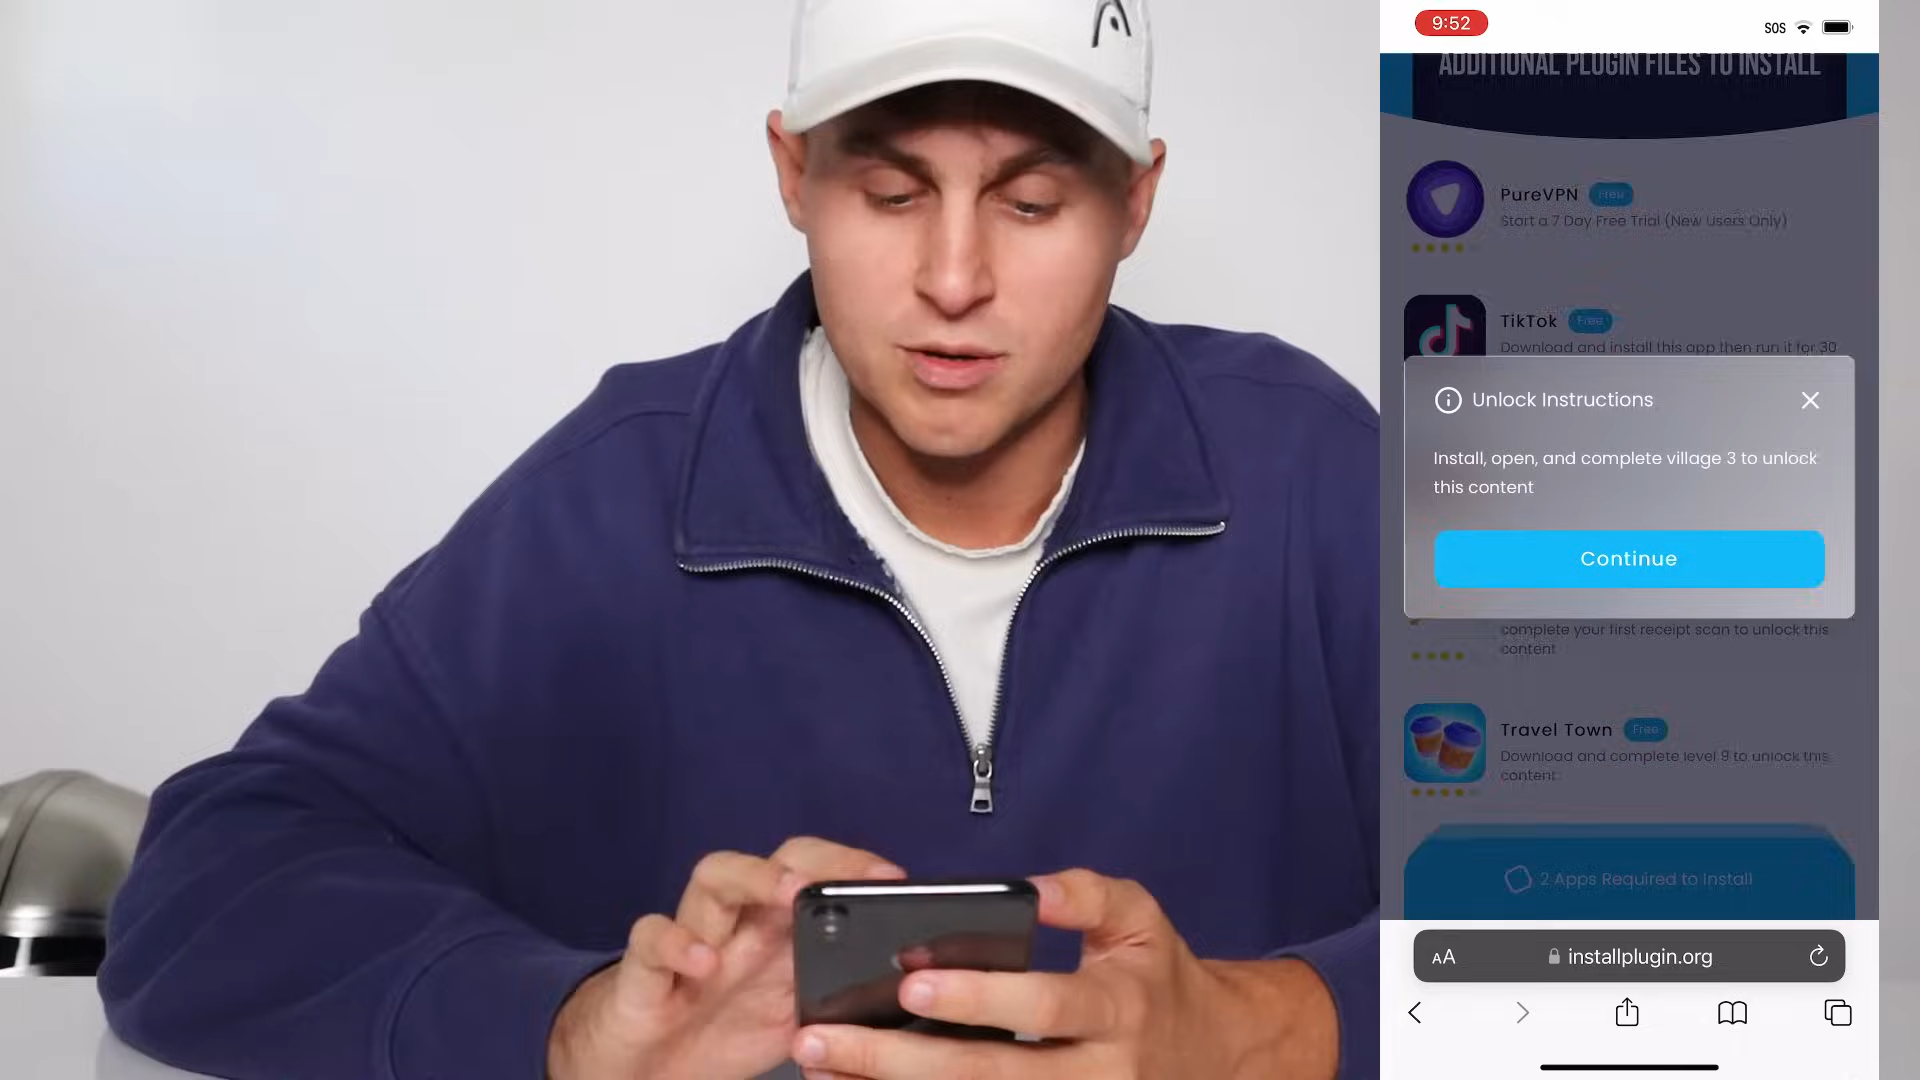 9:52
SOS
ADDITIONAL PLUGIN FILES TO INSTALL
PureVPN Free
Start a 7 Day Free Trial (New Users Only)
TikTok Free
Download and install this app then run it for 30
Unlock Instructions
Install, open, and complete village 3 to unlock
this content
Continue
complete your first receipt scan to unlock this
content
Travel Town Free
Download and complete level 9 to unlock this
content
2 Apps Required to Install
AA
installplugin.org